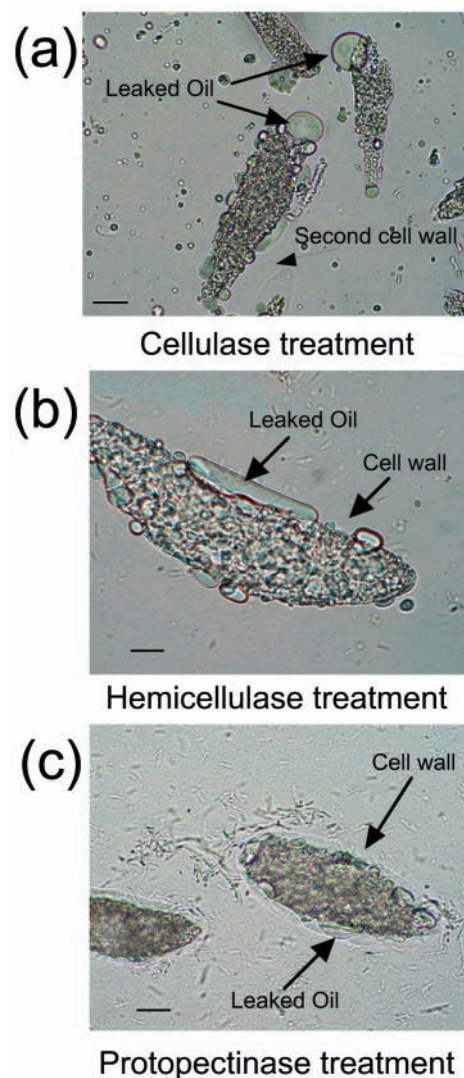 (a)
Leaked Oil
Second cell wall
Cellulase treatment
(b)
Leaked Oil
Cell wall
Hemicellulase treatment
(c)
Cell wall
Leaked Oil
Protopectinase treatment